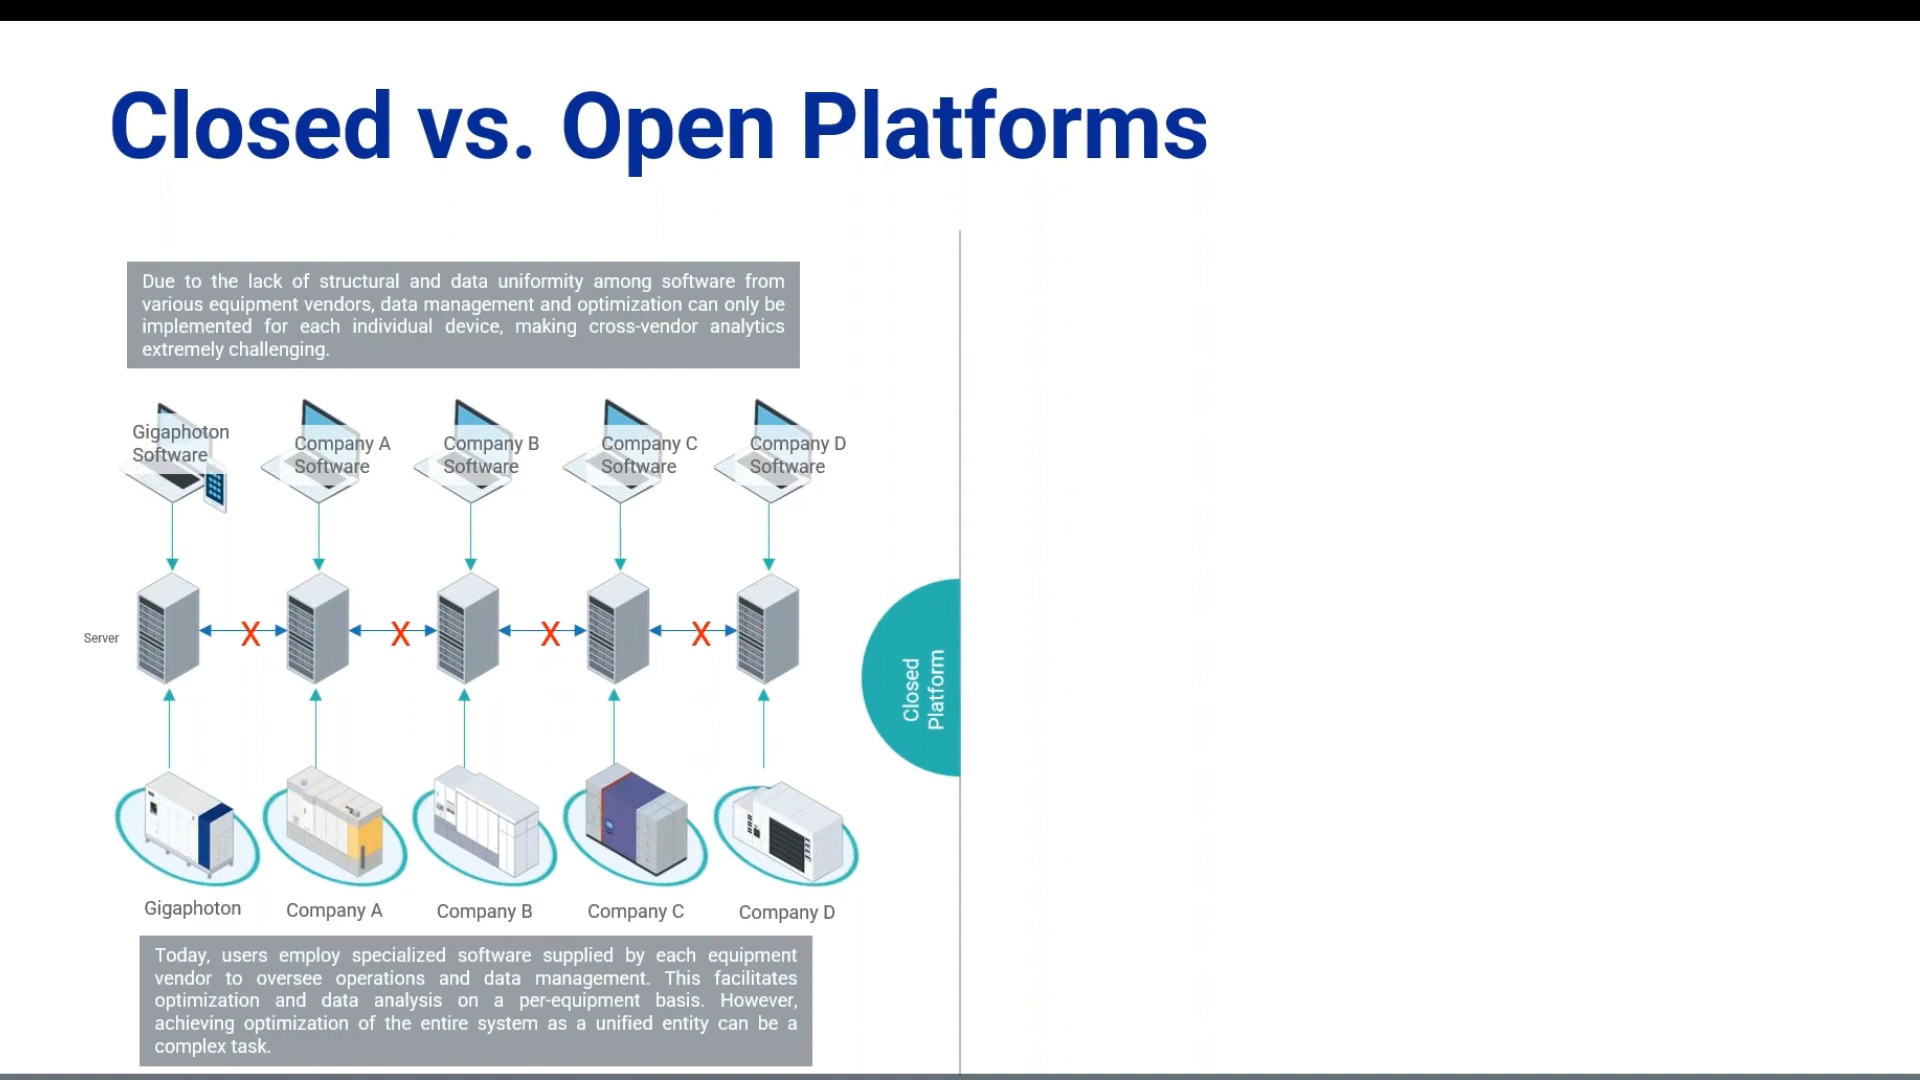 Closed vs. Open Platforms
Due to the lack of structural and data uniformity among software from
various equipment vendors, data management and optimization can only be
implemented for each individual device, making cross-vendor analytics
extremely challenging.
Gigaphoton
Software
Company A
Software
Company B
Software
Company C
Software
Company D
Software
Server
X
X
X
X
Closed
Platform
Gigaphoton
Company A
Company B
Company C
Company D
Today, users employ specialized software supplied by each equipment
vendor to oversee operations and data management. This facilitates
optimization and data analysis on a per-equipment basis. However,
achieving optimization of the entire system as a unified entity can be a
complex task.